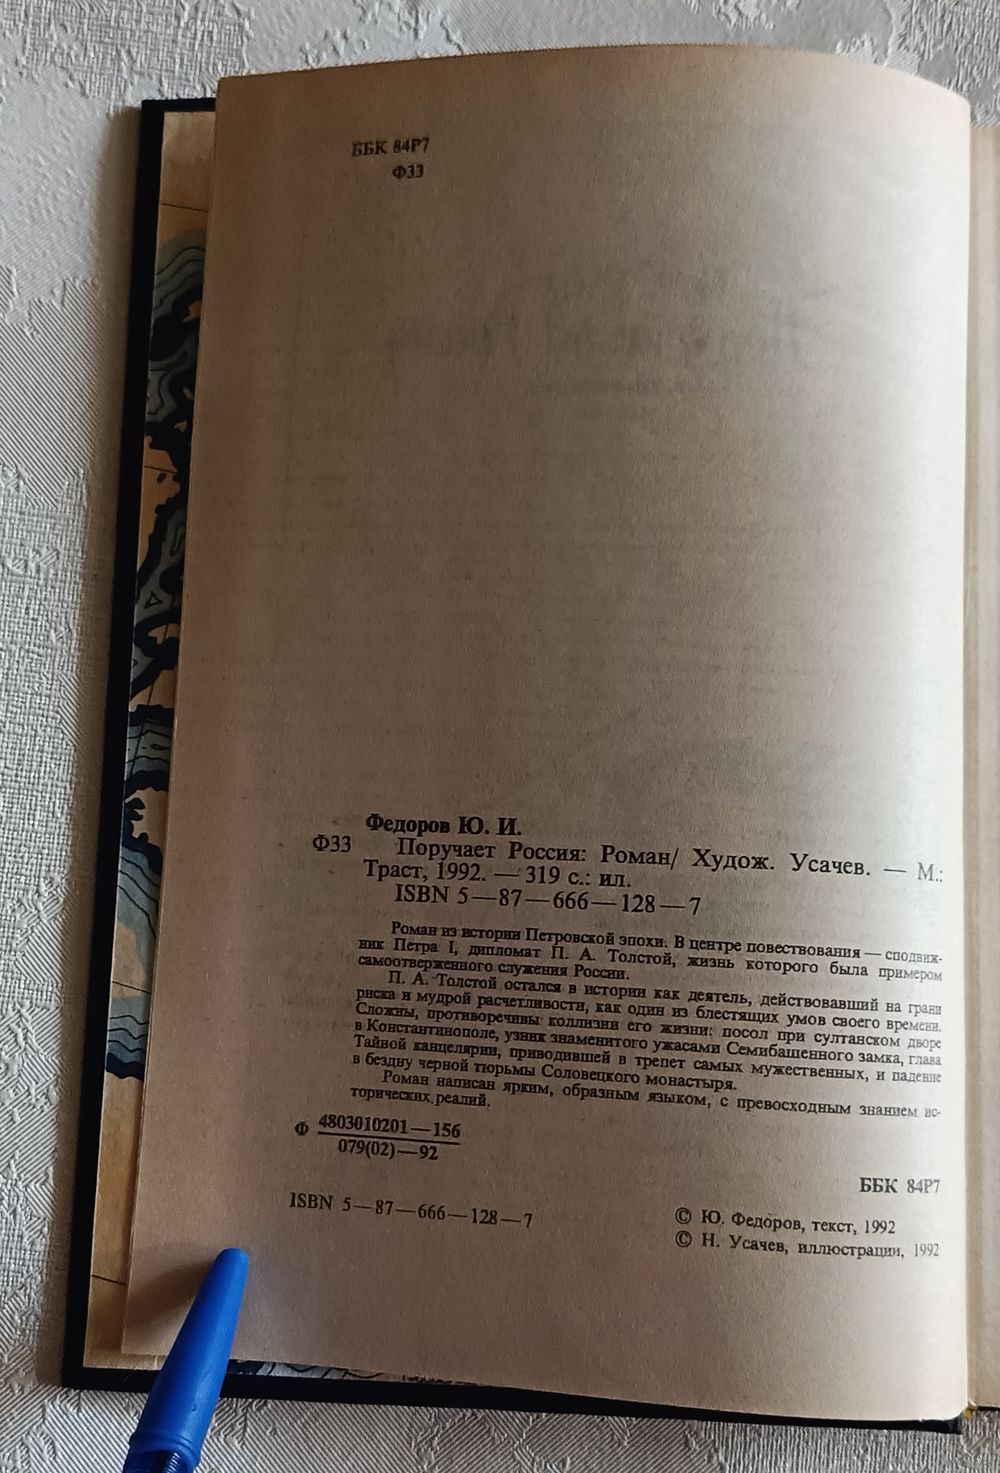 ББК 84Р7
Ф33
Федоров Ю. И.
Ф33 Поручает Россия: Роман/ Худож. Усачев. — М.:
Траст, 1992. — 319 с.: ил.
ISBN 5—87—666—128—7
Роман из истории Петровской эпохи. В центре повествования — сподвиж-
ник Петра I, дипломат П. А. Толстой, жизнь которого была примером
самоотверженного служения России.
П. А. Толстой остался в истории как деятель, действовавший на грани
риска и мудрой расчетливости, как один из блестящих умов своего времени.
Сложны, противоречивы коллизии его жизни: посол при султанском дворе
в Константинополе, узник знаменитого ужасами Семибашенного замка, глава
Тайной канцелярии, приводившей в трепет самых мужественных, и падение
в бездну черной тюрьмы Соловецкого монастыря.
Роман написан ярким, образным языком, с превосходным знанием ис-
торических реалий.
Ф 4803010201—156
079(02)—92
ББК 84Р7
ISBN 5—87—666—128—7
© Ю. Федоров, текст, 1992
© Н. Усачев, иллюстрации, 1992